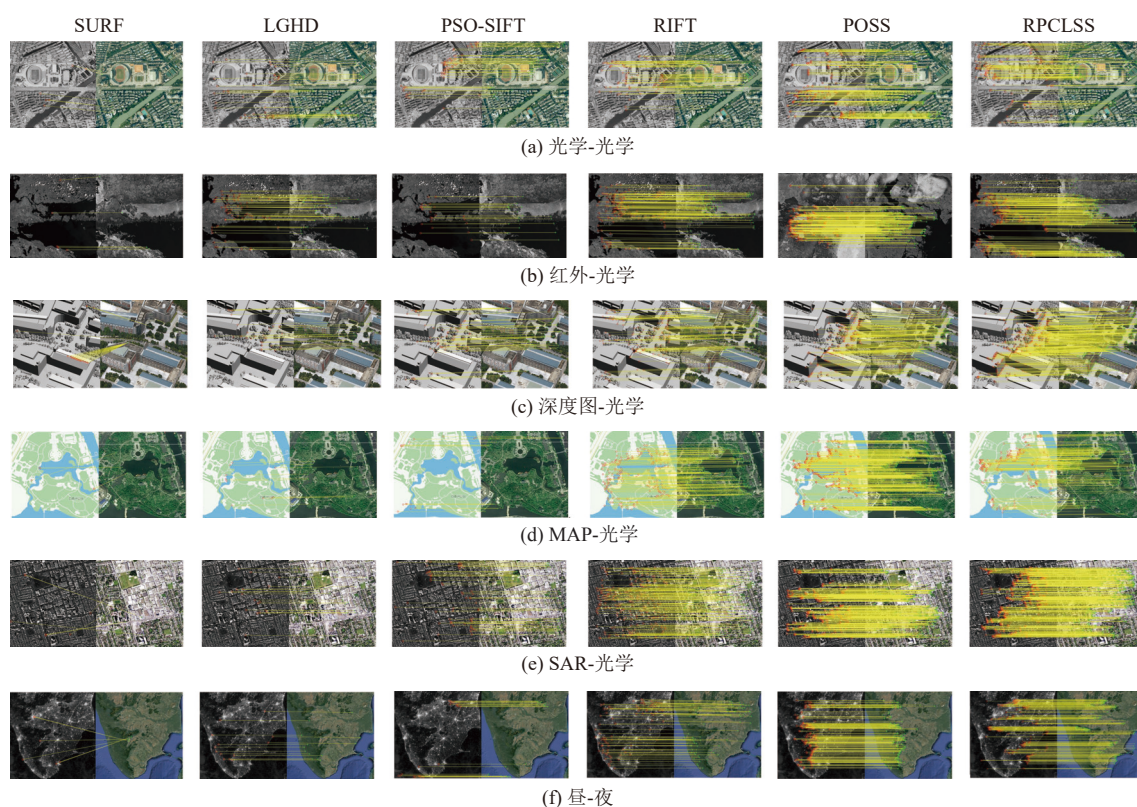 SURF LGHD PSO-SIFT RIFT POSS RPCLSS
(a) 光学-光学
(b) 红外-光学
(c) 深度图-光学
(d) MAP-光学
(e) SAR-光学
(f) 昼-夜